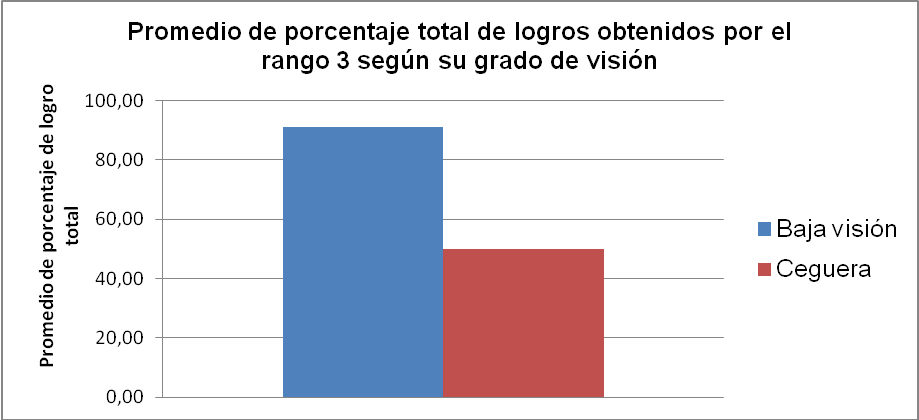 Promedio de porcentaje total de logros obtenidos por el
rango 3 según su grado de visión
Promedio de porcentaje de logro
total
100,00
80,00
60,00
40,00
20,00
0,00
Baja visión
Ceguera